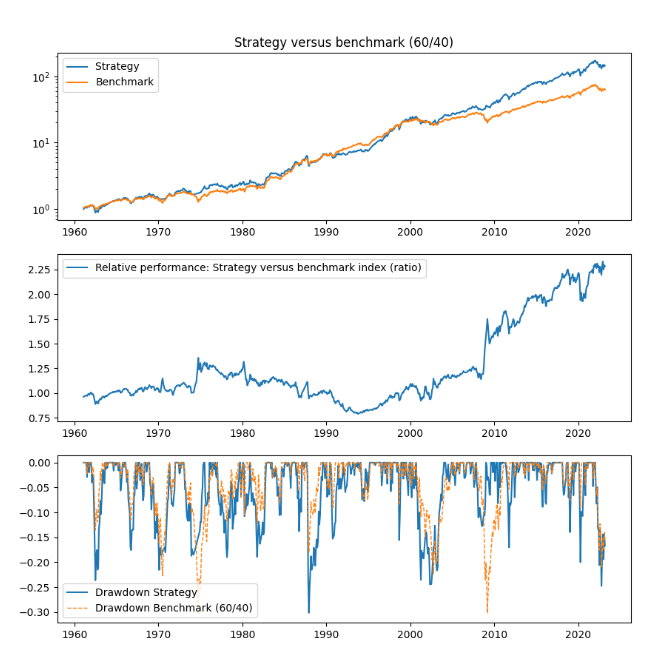 Strategy versus benchmark (60/40)
Strategy
Benchmark
10²
10¹
10⁰
1960 1970 1980 1990 2000 2010 2020
Relative performance: Strategy versus benchmark index (ratio)
2.25
2.00
1.75
1.50
1.25
1.00
0.75
1960 1970 1980 1990 2000 2010 2020
0.00
−0.05
−0.10
−0.15
−0.20
−0.25
−0.30
Drawdown Strategy
Drawdown Benchmark (60/40)
1960 1970 1980 1990 2000 2010 2020